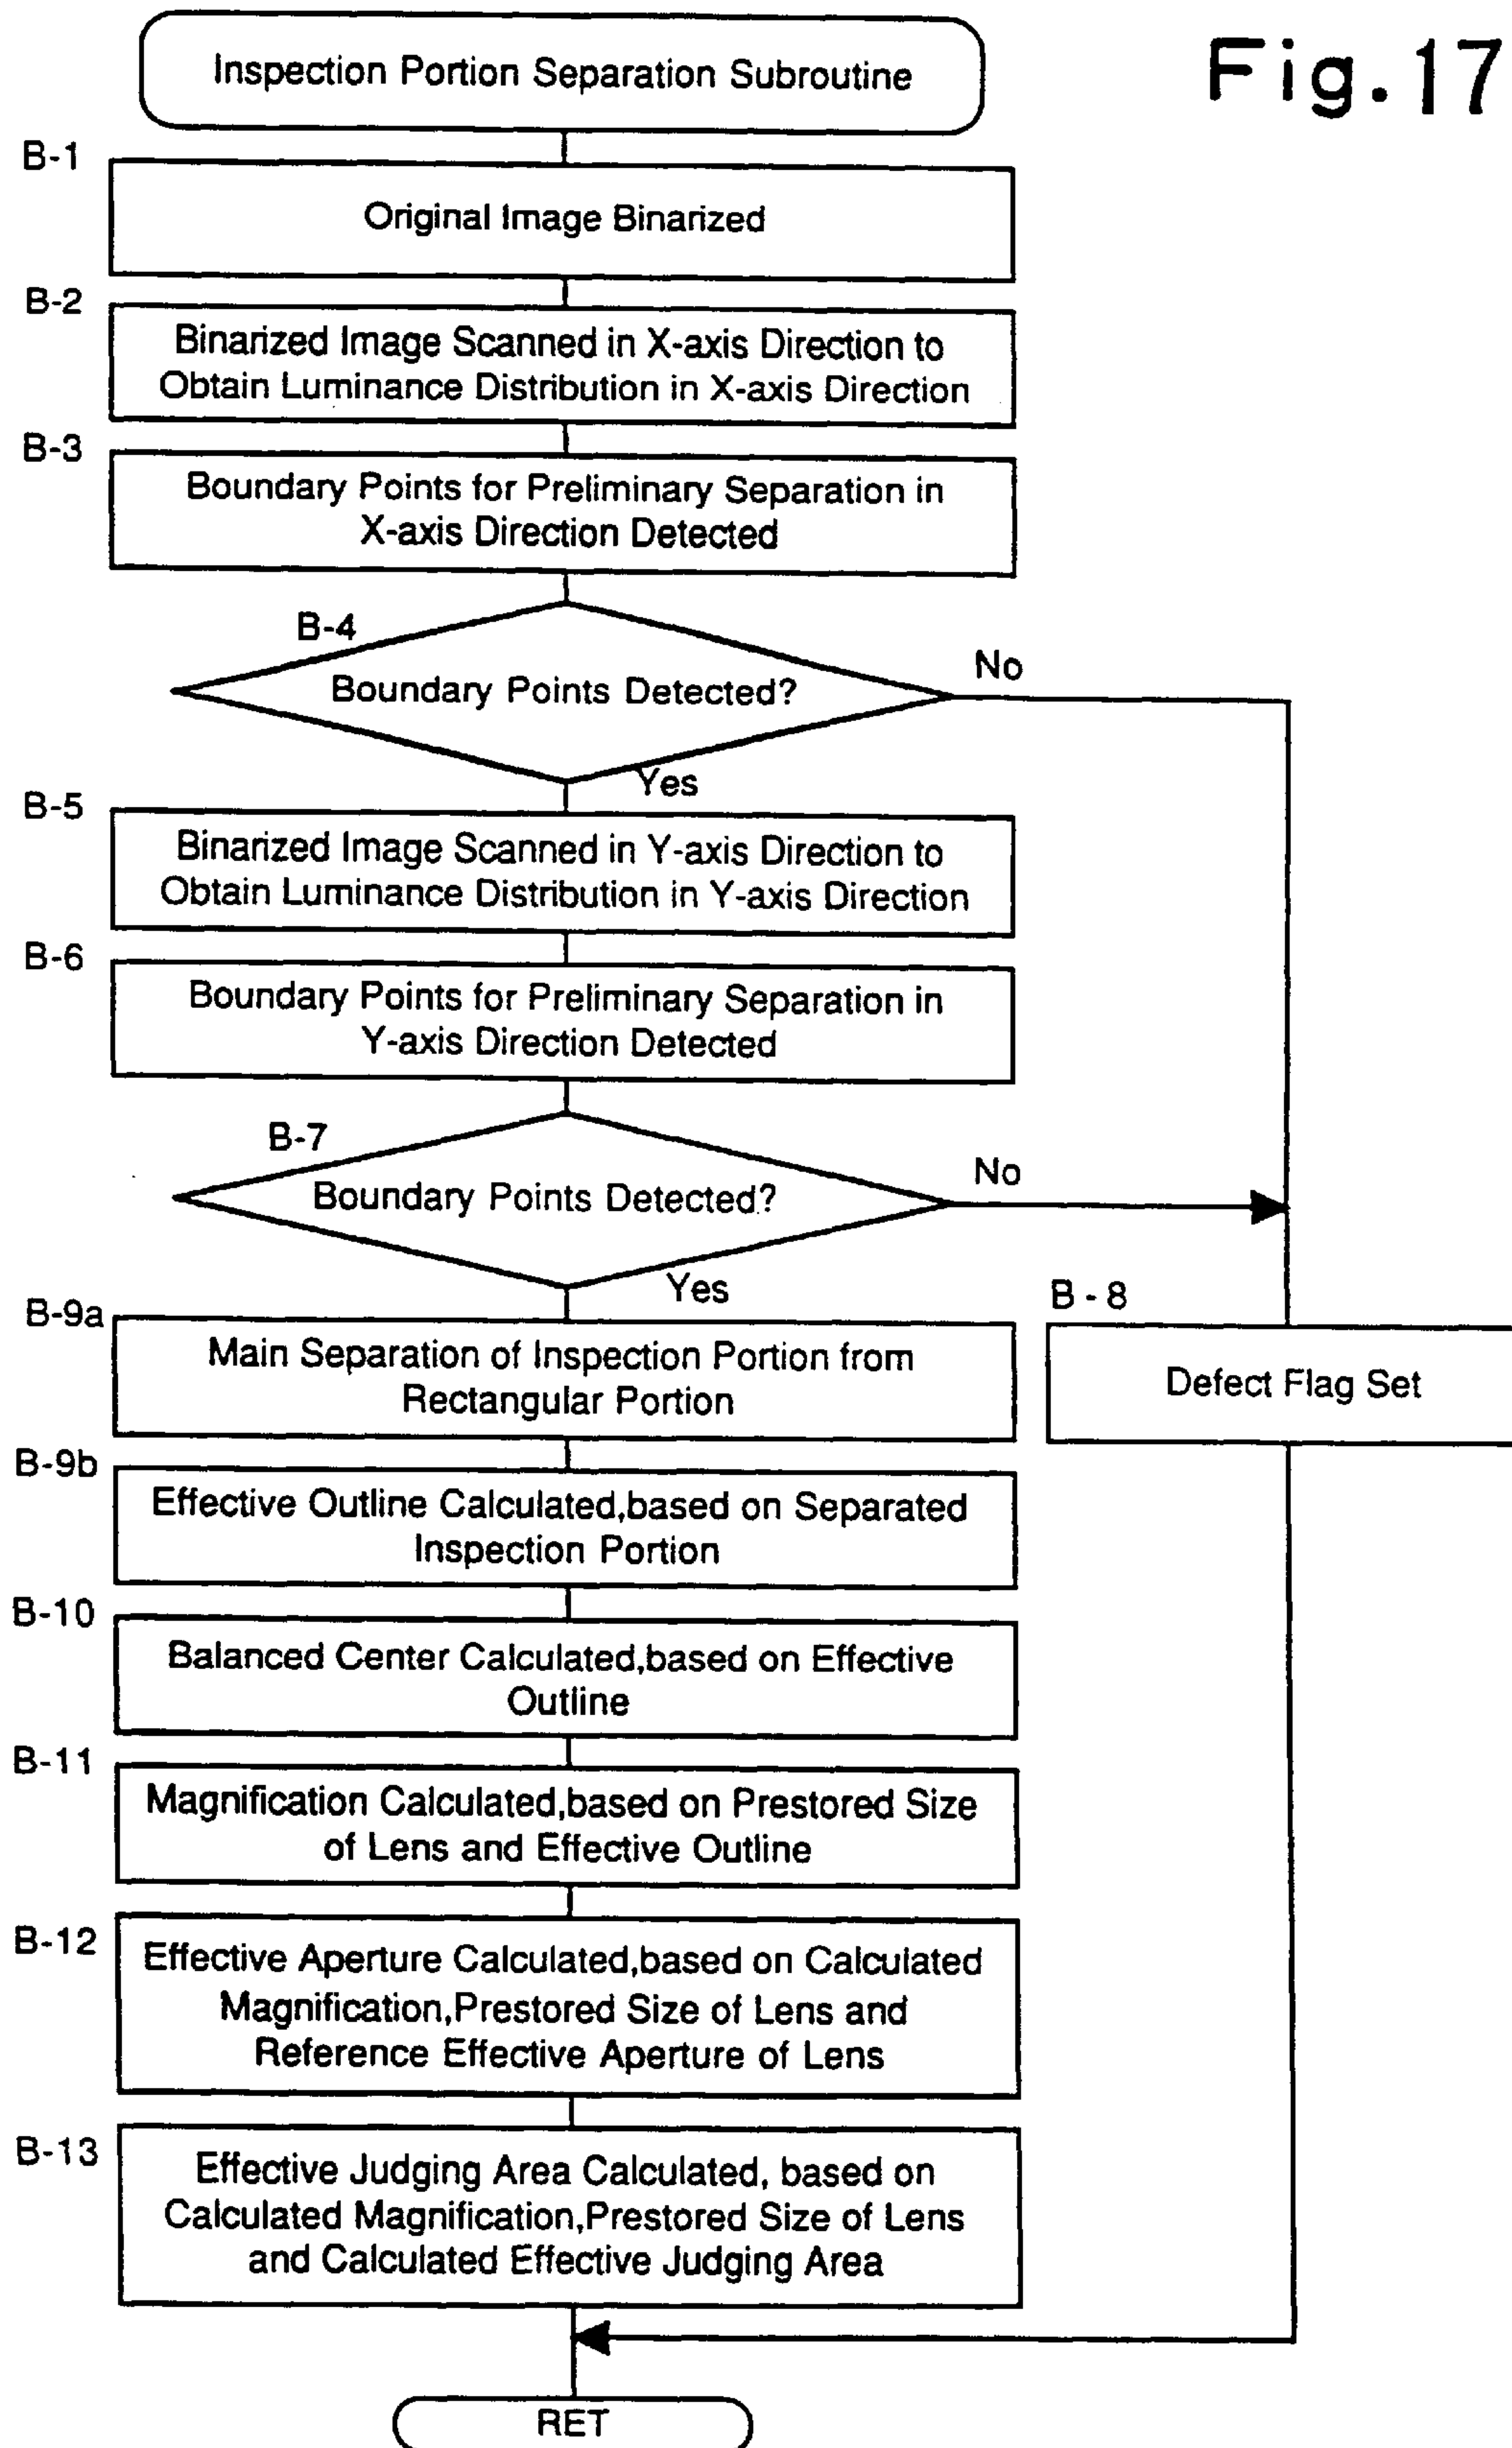 Fig.17
Inspection Portion Separation Subroutine
B-1
Original Image Binarized
B-2
Binarized Image Scanned in X-axis Direction to
Obtain Luminance Distribution in X-axis Direction
B-3
Boundary Points for Preliminary Separation in
X-axis Direction Detected
B-4
Boundary Points Detected?
No
Yes
B-5
Binarized Image Scanned in Y-axis Direction to
Obtain Luminance Distribution in Y-axis Direction
B-6
Boundary Points for Preliminary Separation in
Y-axis Direction Detected
B-7
Boundary Points Detected?
No
Yes
B-8
Defect Flag Set
B-9a
Main Separation of Inspection Portion from
Rectangular Portion
B-9b
Effective Outline Calculated,based on Separated
Inspection Portion
B-10
Balanced Center Calculated,based on Effective
Outline
B-11
Magnification Calculated,based on Prestored Size
of Lens and Effective Outline
B-12
Effective Aperture Calculated,based on Calculated
Magnification,Prestored Size of Lens and
Reference Effective Aperture of Lens
B-13
Effective Judging Area Calculated, based on
Calculated Magnification,Prestored Size of Lens
and Calculated Effective Judging Area
RET